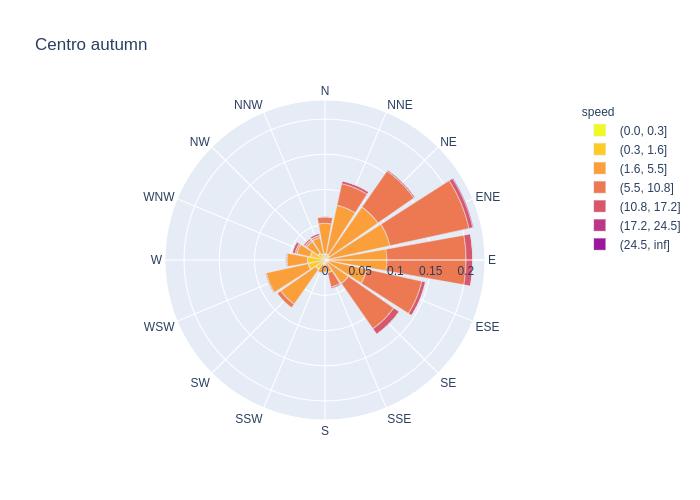 Centro autumn
N
NNE
NE
ENE
E
ESE
SE
SSE
S
SSW
SW
WSW
W
WNW
NW
NNW
0 0.05 0.1 0.15 0.2
speed
(0.0, 0.3]
(0.3, 1.6]
(1.6, 5.5]
(5.5, 10.8]
(10.8, 17.2]
(17.2, 24.5]
(24.5, inf]